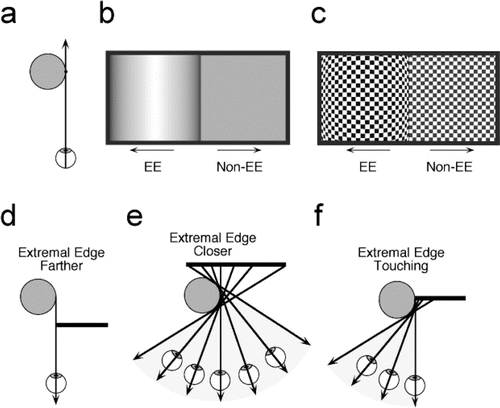 a
b
c
EE
Non-EE
EE
Non-EE
d
e
f
Extremal Edge
Farther
Extremal Edge
Closer
Extremal Edge
Touching